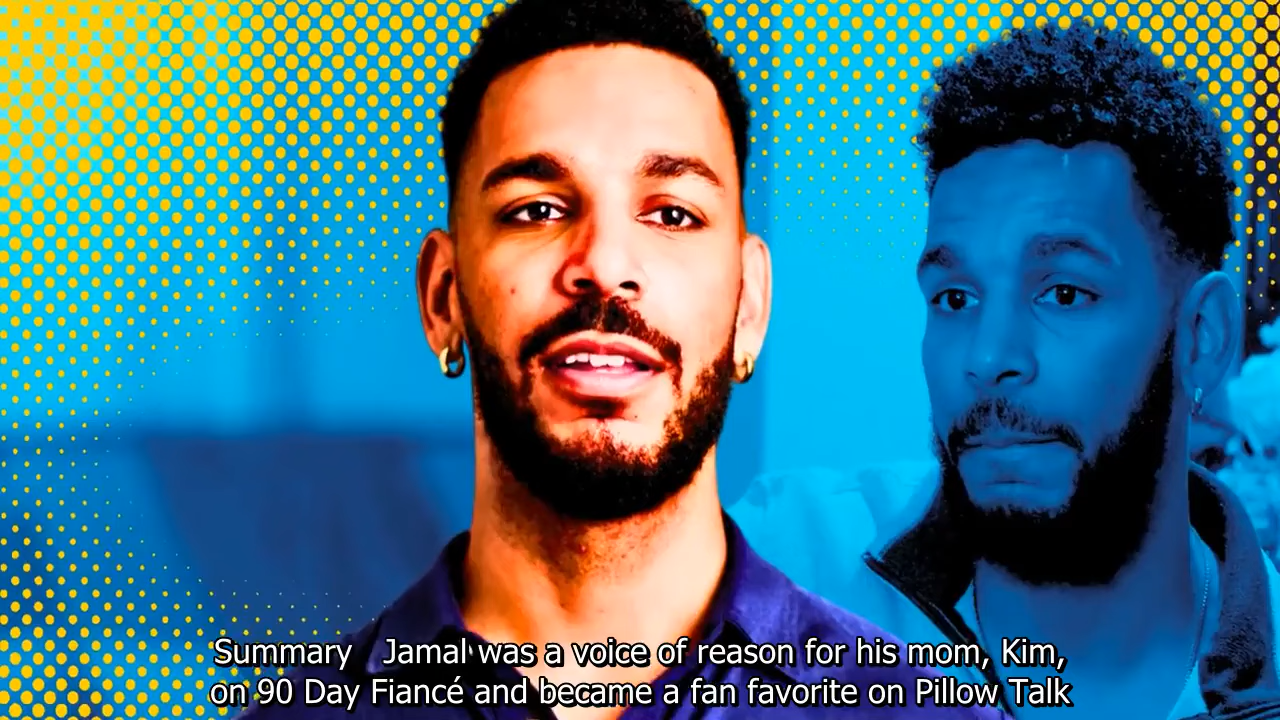 Summary   Jamal was a voice of reason for his mom, Kim,
on 90 Day Fiancé and became a fan favorite on Pillow Talk